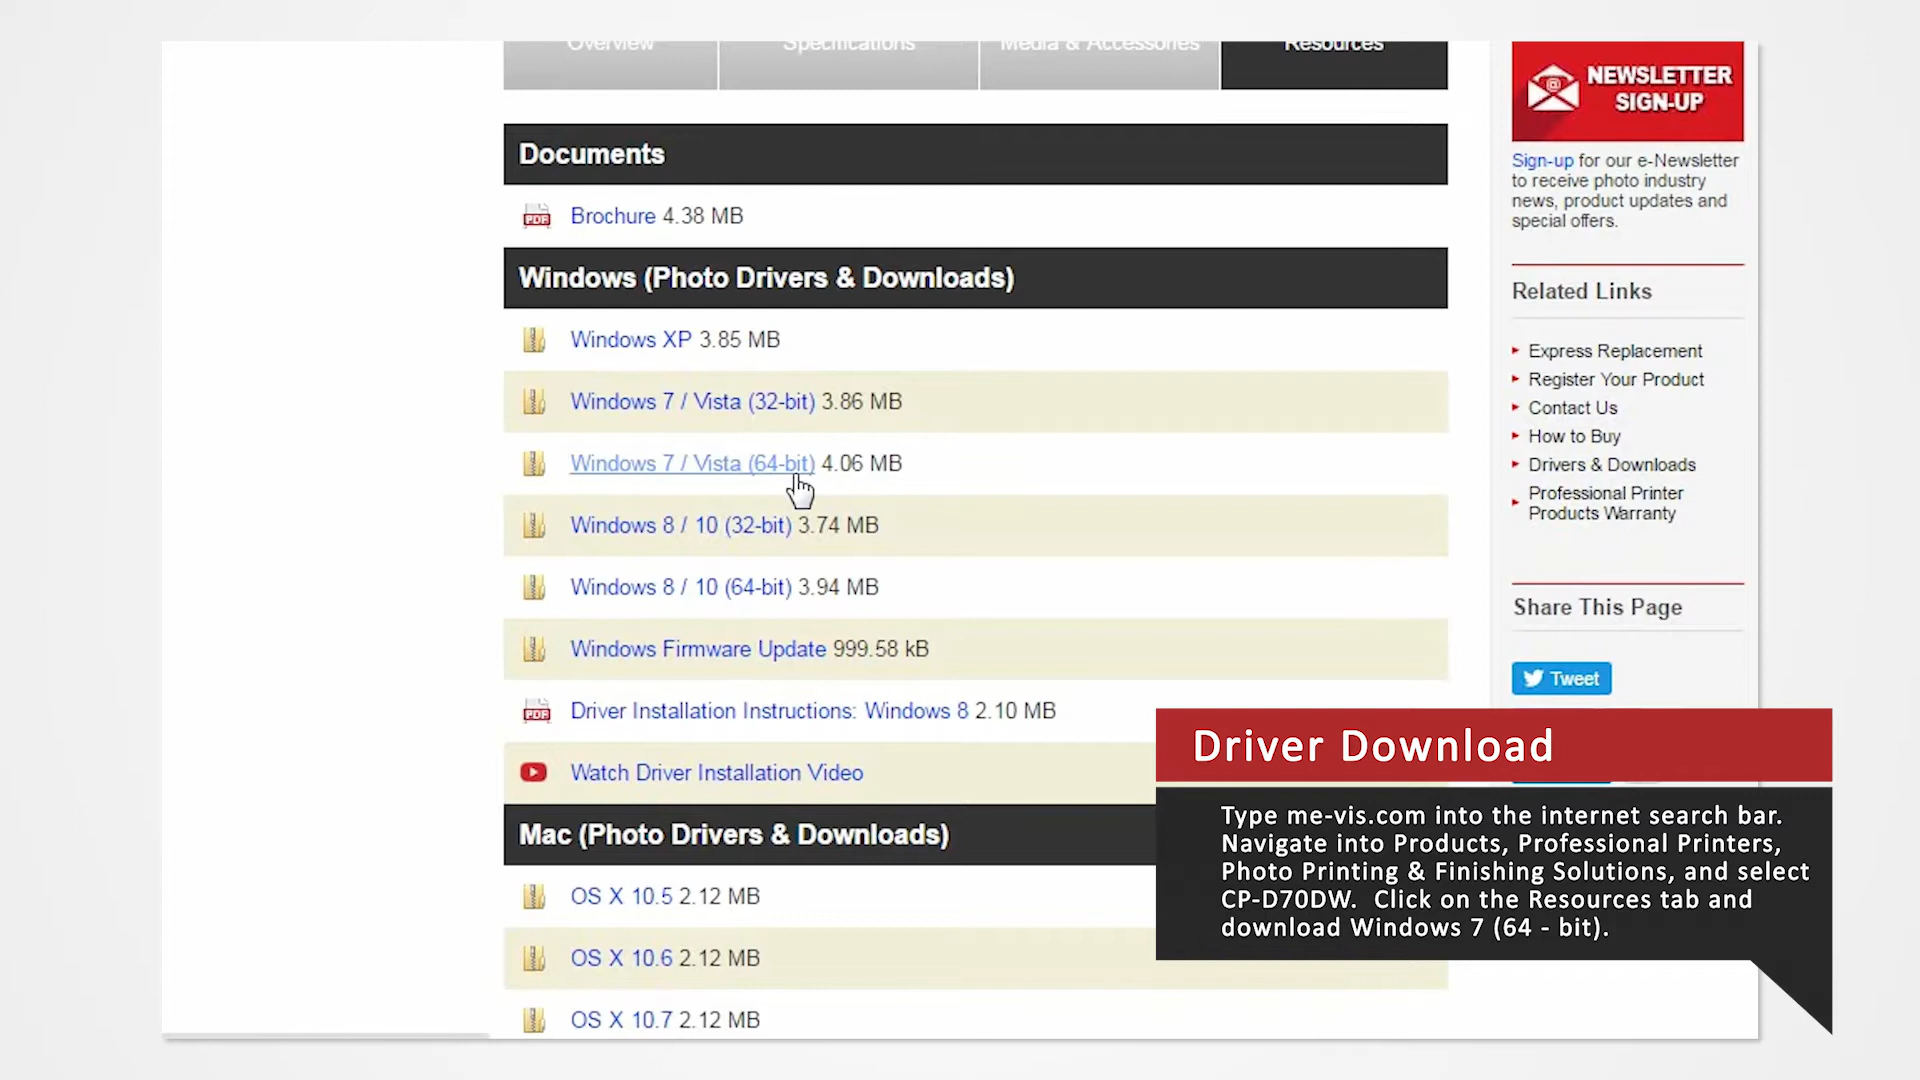 Overview
Specifications
Media & Accessories
Resources
Documents
Brochure 4.38 MB
Windows (Photo Drivers & Downloads)
Windows XP 3.85 MB
Windows 7 / Vista (32-bit) 3.86 MB
Windows 7 / Vista (64-bit) 4.06 MB
Windows 8 / 10 (32-bit) 3.74 MB
Windows 8 / 10 (64-bit) 3.94 MB
Windows Firmware Update 999.58 kB
Driver Installation Instructions: Windows 8 2.10 MB
Watch Driver Installation Video
Mac (Photo Drivers & Downloads)
OS X 10.5 2.12 MB
OS X 10.6 2.12 MB
OS X 10.7 2.12 MB
NEWSLETTER
SIGN-UP
Sign-up for our e-Newsletter
to receive photo industry
news, product updates and
special offers.
Related Links
Express Replacement
Register Your Product
Contact Us
How to Buy
Drivers & Downloads
Professional Printer
Products Warranty
Share This Page
Tweet
Driver Download
Type me-vis.com into the internet search bar.
Navigate into Products, Professional Printers,
Photo Printing & Finishing Solutions, and select
CP-D70DW. Click on the Resources tab and
download Windows 7 (64 - bit).